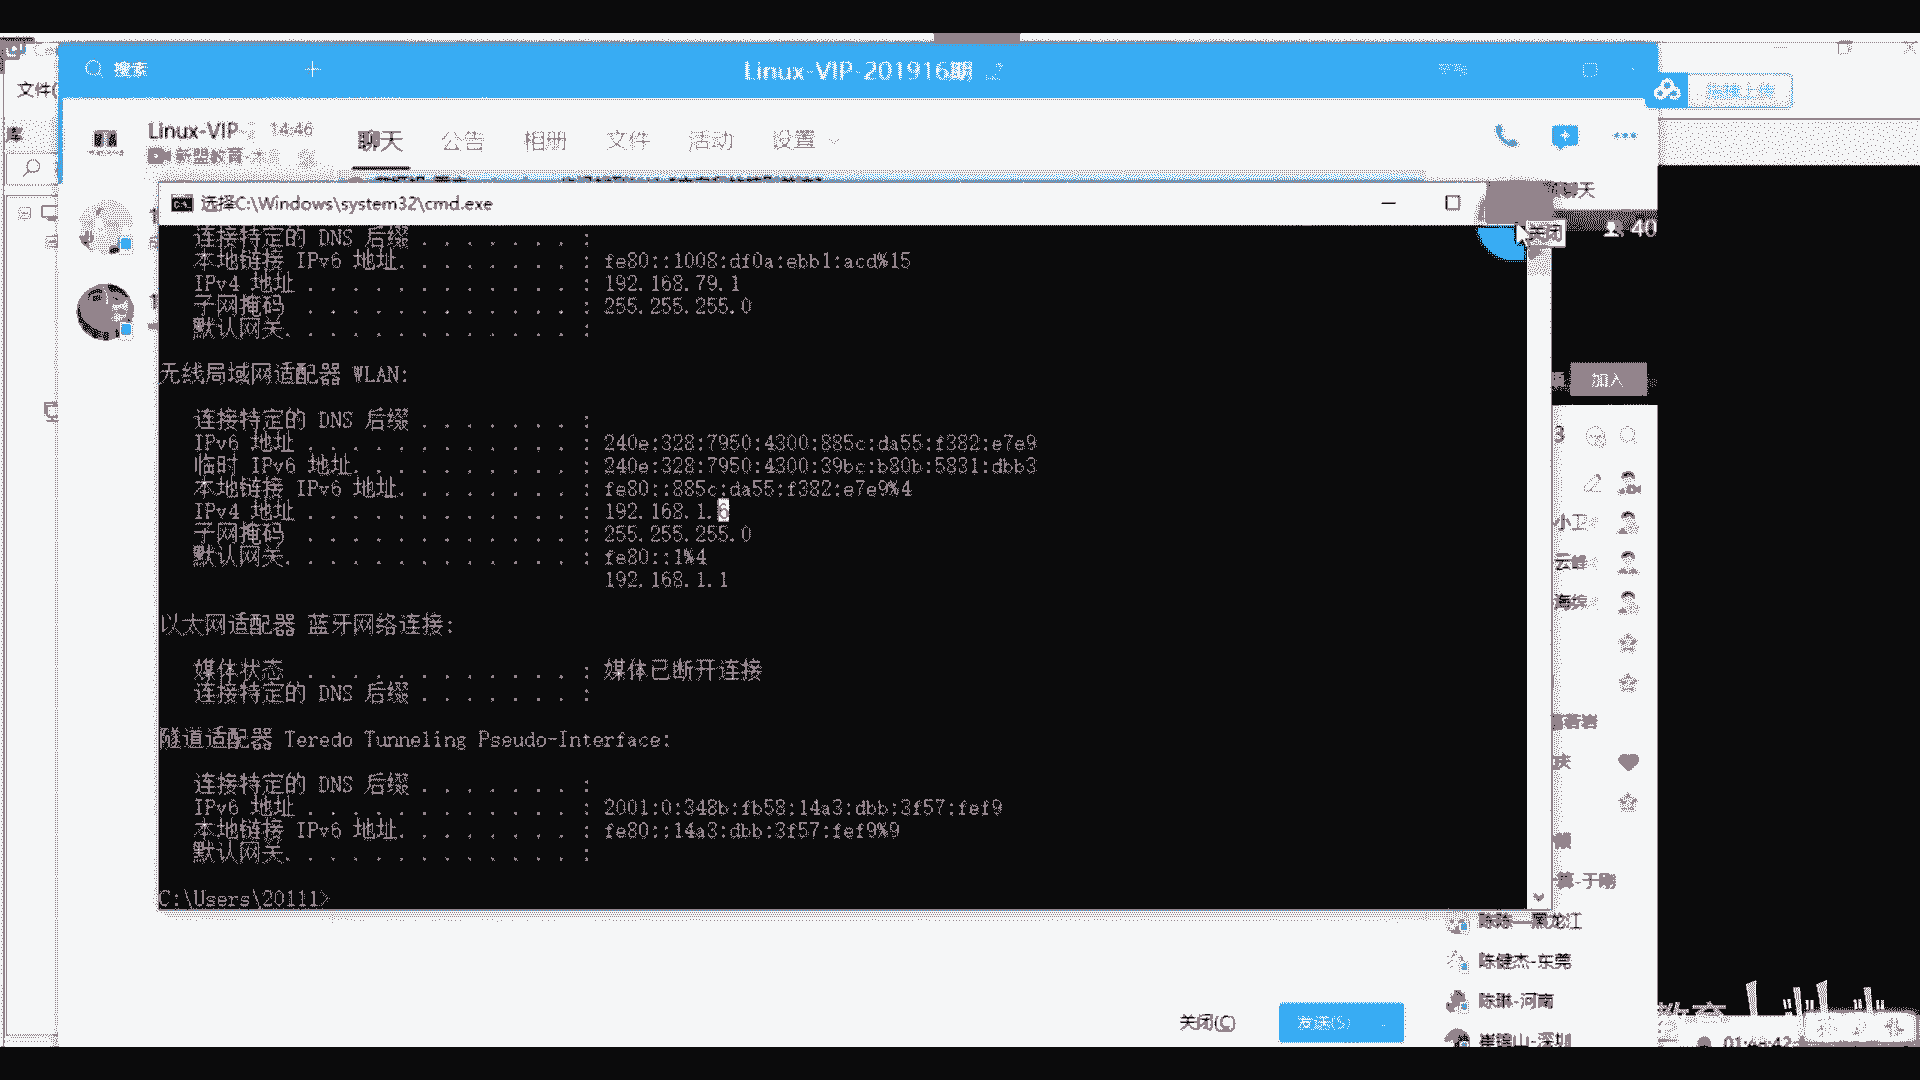 搜索
Linux-VIP-201916期
文件
Linux-VIP-
14:46
聊天
公告
相册
文件
活动
设置
新盟教育
库
选择C:\Windows\system32\cmd.exe
关闭
40
连接特定的 DNS 后缀 . . . . . . . :
本地链接 IPv6 地址. . . . . . . . : fe80::1008:df0a:ebb1:acd%15
IPv4 地址 . . . . . . . . . . . . : 192.168.79.1
子网掩码 . . . . . . . . . . . . : 255.255.255.0
默认网关. . . . . . . . . . . . . :
无线局域网适配器 WLAN:
连接特定的 DNS 后缀 . . . . . . . :
IPv6 地址 . . . . . . . . . . . . : 240e:328:7950:4300:885c:da55:f382:e7e9
临时 IPv6 地址. . . . . . . . . . : 240e:328:7950:4300:39bc:b80b:5831:dbb3
本地链接 IPv6 地址. . . . . . . . : fe80::885c:da55:f382:e7e9%4
IPv4 地址 . . . . . . . . . . . . : 192.168.1.6
子网掩码 . . . . . . . . . . . . : 255.255.255.0
默认网关. . . . . . . . . . . . . : fe80::1%4
192.168.1.1
以太网适配器 蓝牙网络连接:
媒体状态 . . . . . . . . . . . . : 媒体已断开连接
连接特定的 DNS 后缀 . . . . . . . :
隧道适配器 Teredo Tunneling Pseudo-Interface:
连接特定的 DNS 后缀 . . . . . . . :
IPv6 地址 . . . . . . . . . . . . : 2001:0:348b:fb58:14a3:dbb:3f57:fef9
本地链接 IPv6 地址. . . . . . . . : fe80::14a3:dbb:3f57:fef9%9
默认网关. . . . . . . . . . . . . :
C:\Users\20111>
加入
小卫
云峰
-于刚
陈陈—黑龙江
陈健杰-东莞
陈琳-河南
关闭(C)
发送(S)